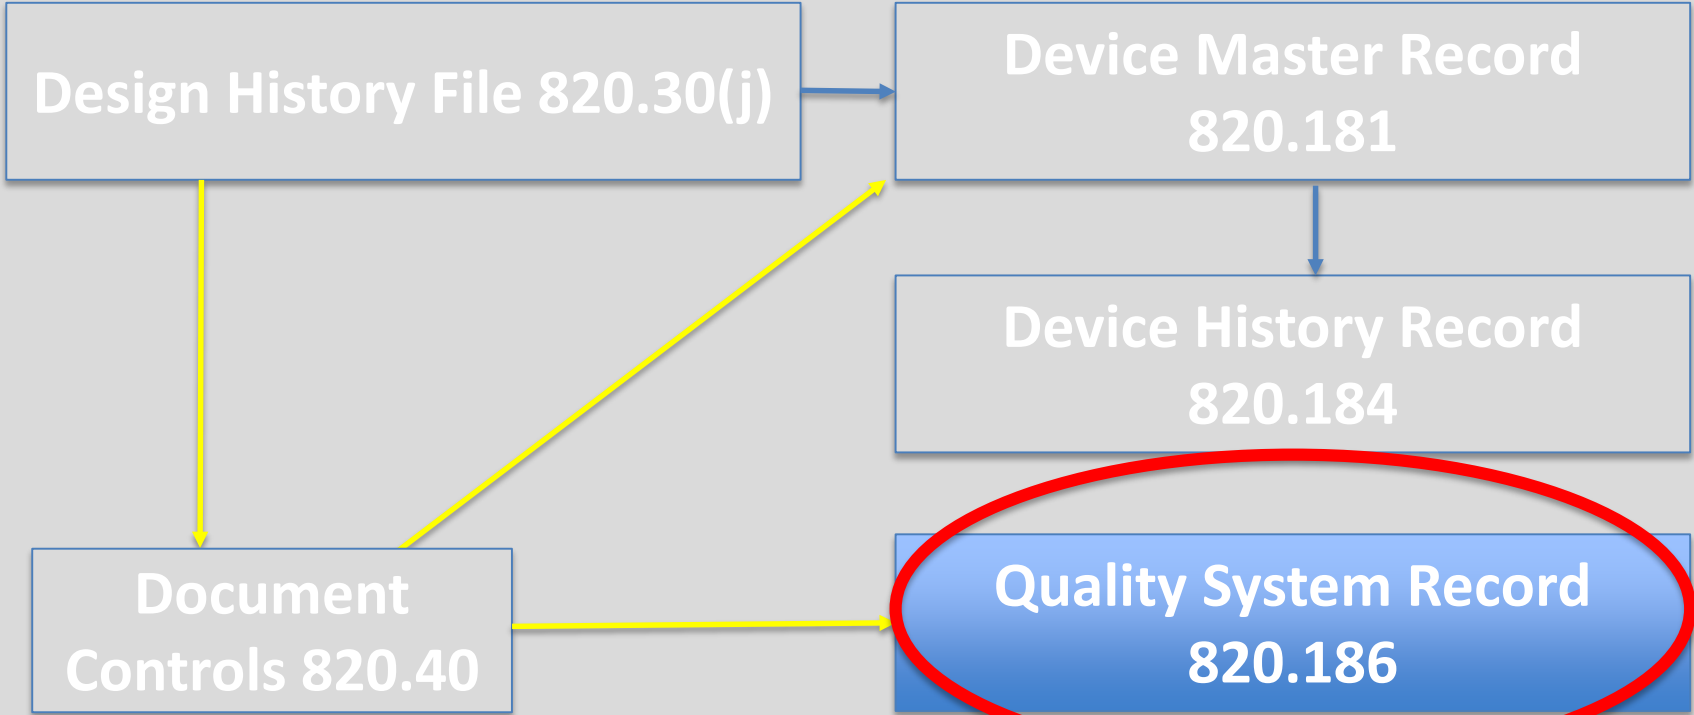 Design History File 820.30(j)
Device Master Record
820.181
Device History Record
820.184
Document
Controls 820.40
Quality System Record
820.186